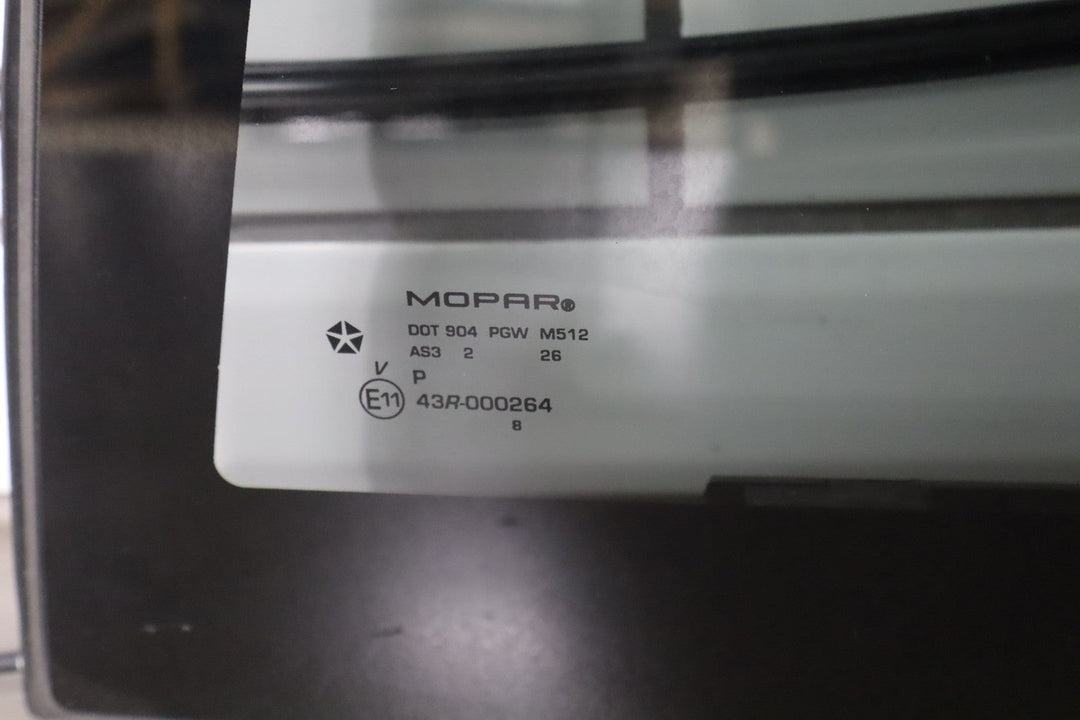 MOPAR®
DOT 904 PGW M512
AS3 2 26
V P
E11 43R-000264
8